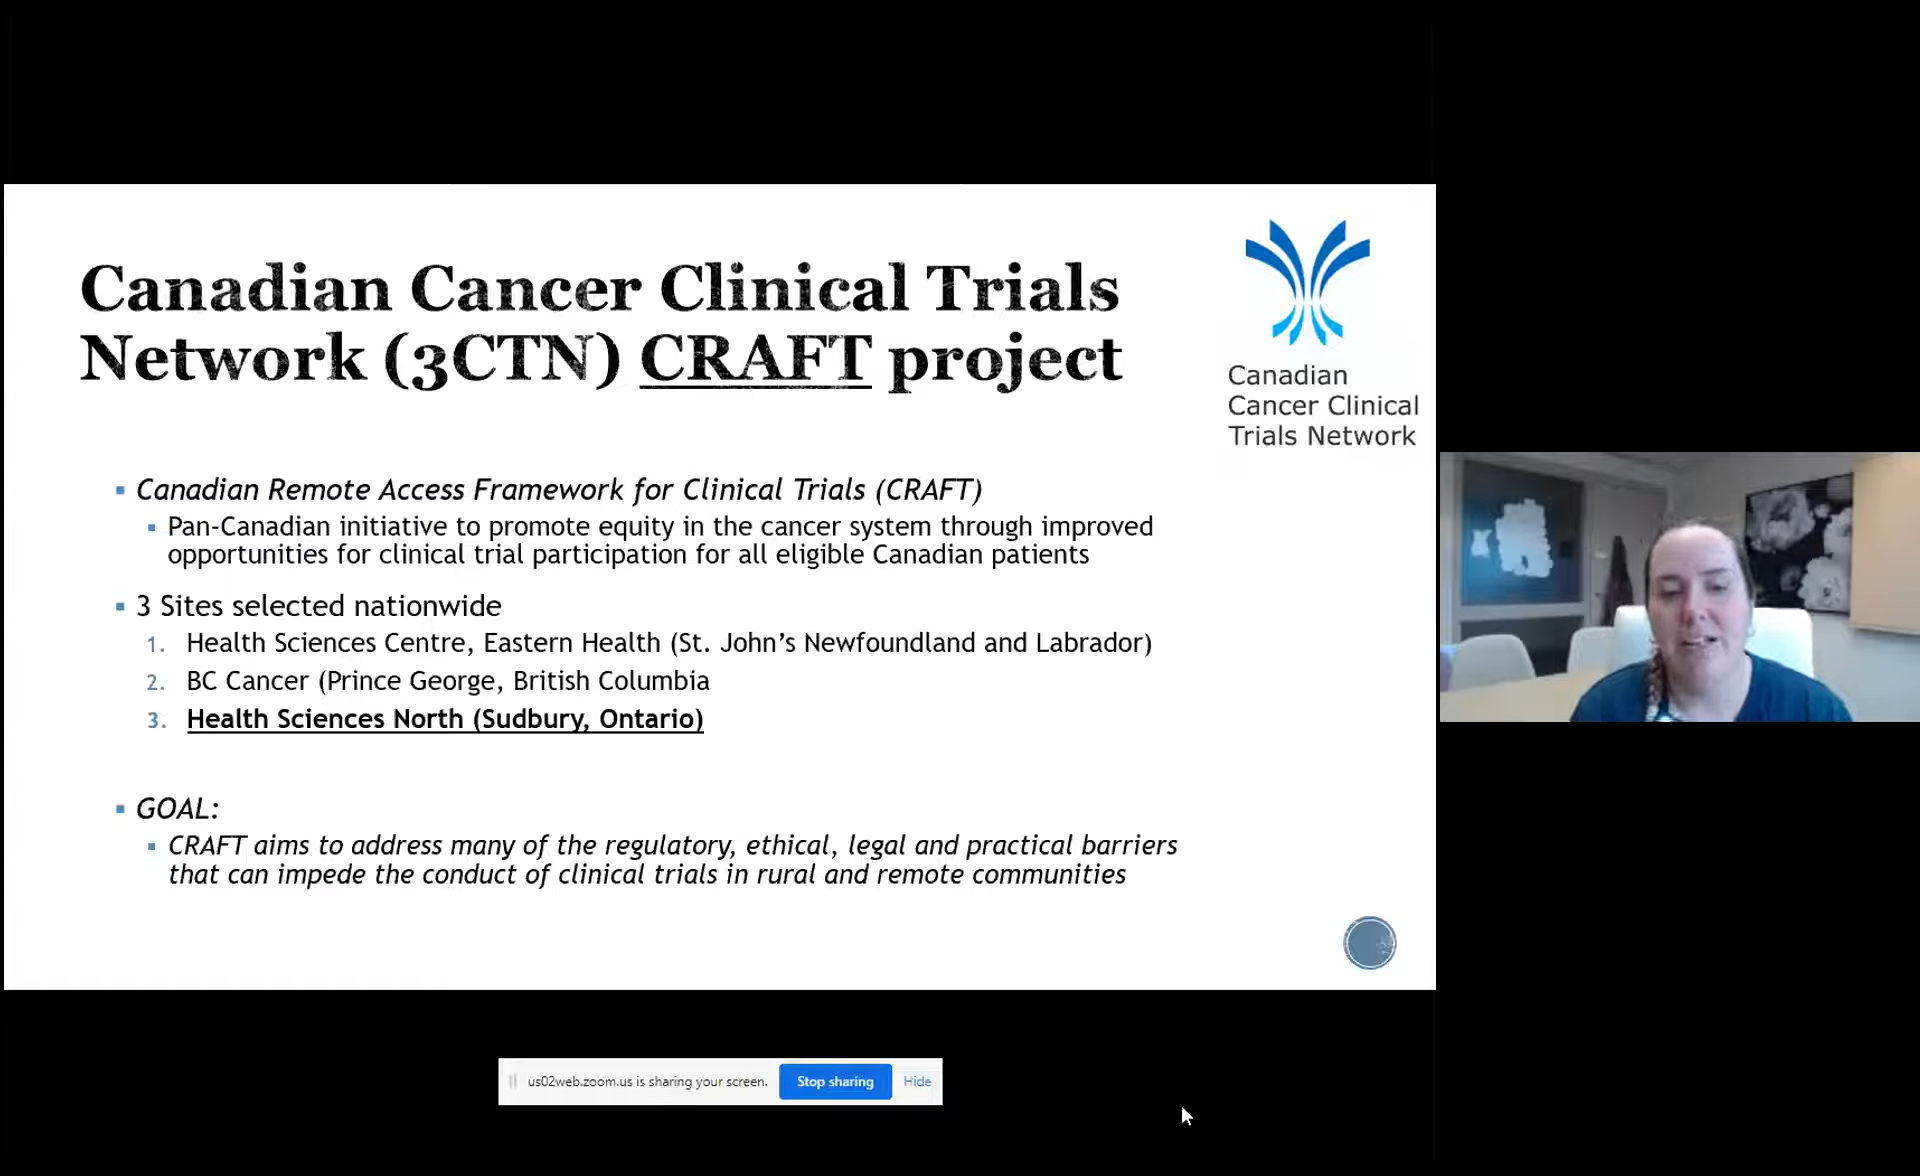 Canadian Cancer Clinical Trials
Network (3CTN) CRAFT project
Canadian
Cancer Clinical
Trials Network
▪ Canadian Remote Access Framework for Clinical Trials (CRAFT)
▪ Pan-Canadian initiative to promote equity in the cancer system through improved
opportunities for clinical trial participation for all eligible Canadian patients
▪ 3 Sites selected nationwide
1. Health Sciences Centre, Eastern Health (St. John’s Newfoundland and Labrador)
2. BC Cancer (Prince George, British Columbia
3. Health Sciences North (Sudbury, Ontario)
▪ GOAL:
▪ CRAFT aims to address many of the regulatory, ethical, legal and practical barriers
that can impede the conduct of clinical trials in rural and remote communities
us02web.zoom.us is sharing your screen. Stop sharing Hide